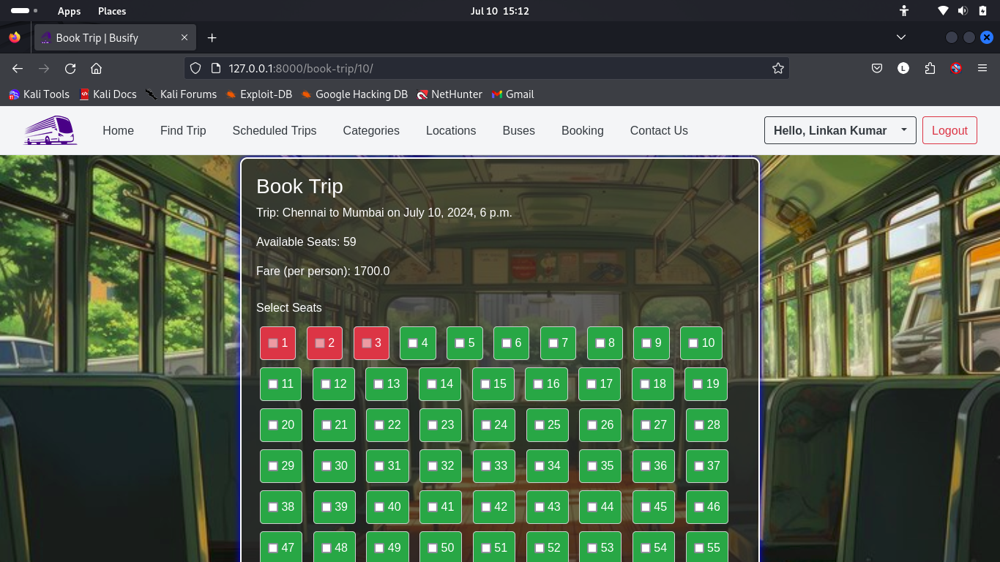 Apps Places Jul 10 15:12
Book Trip | Busify
127.0.0.1:8000/book-trip/10/ L
Kali Tools Kali Docs Kali Forums Exploit-DB Google Hacking DB NetHunter Gmail
Home Find Trip Scheduled Trips Categories Locations Buses Booking Contact Us Hello, Linkan Kumar Logout
Book Trip
Trip: Chennai to Mumbai on July 10, 2024, 6 p.m.
Available Seats: 59
Fare (per person): 1700.0
Select Seats
1 2 3 4 5 6 7 8 9 10
11 12 13 14 15 16 17 18 19
20 21 22 23 24 25 26 27 28
29 30 31 32 33 34 35 36 37
38 39 40 41 42 43 44 45 46
47 48 49 50 51 52 53 54 55